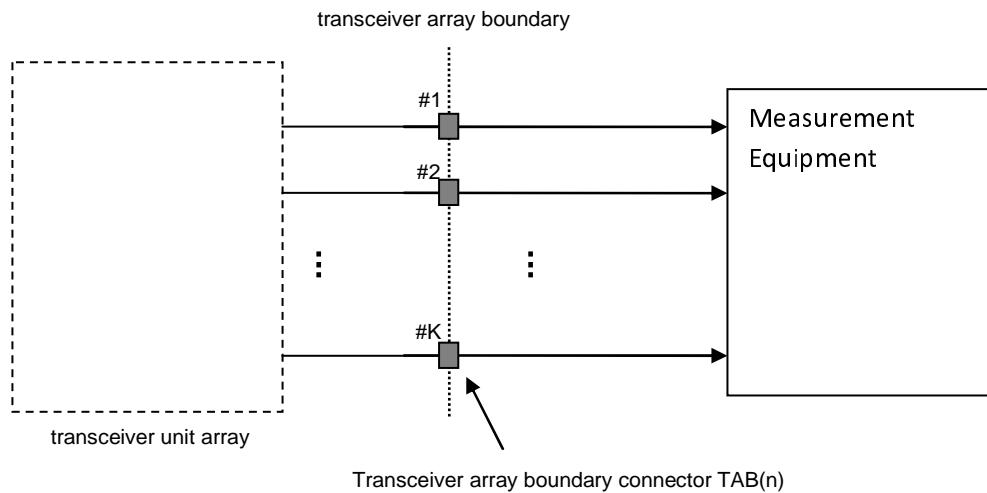 transceiver array boundary
#1
Measurement
Equipment
#2
#K
transceiver unit array
Transceiver array boundary connector TAB(n)